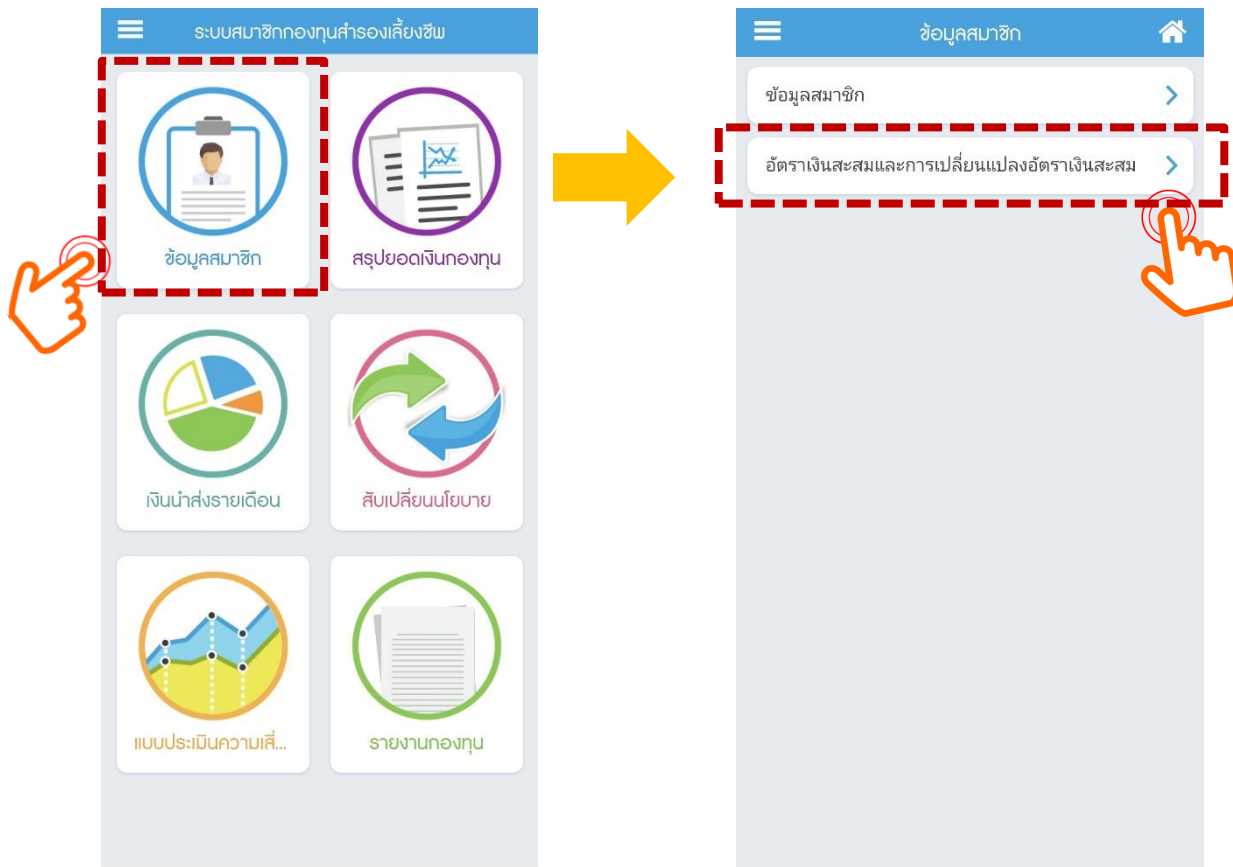 ระบบสมาชิกกองทุนสำรองเลี้ยงชีพ
ข้อมูลสมาชิก
สรุปยอดเงินกองทุน
เงินนำส่งรายเดือน
สับเปลี่ยนนโยบาย
แบบประเมินความเสี่...
รายงานกองทุน
ข้อมูลสมาชิก
ข้อมูลสมาชิก
อัตราเงินสะสมและการเปลี่ยนแปลงอัตราเงินสะสม